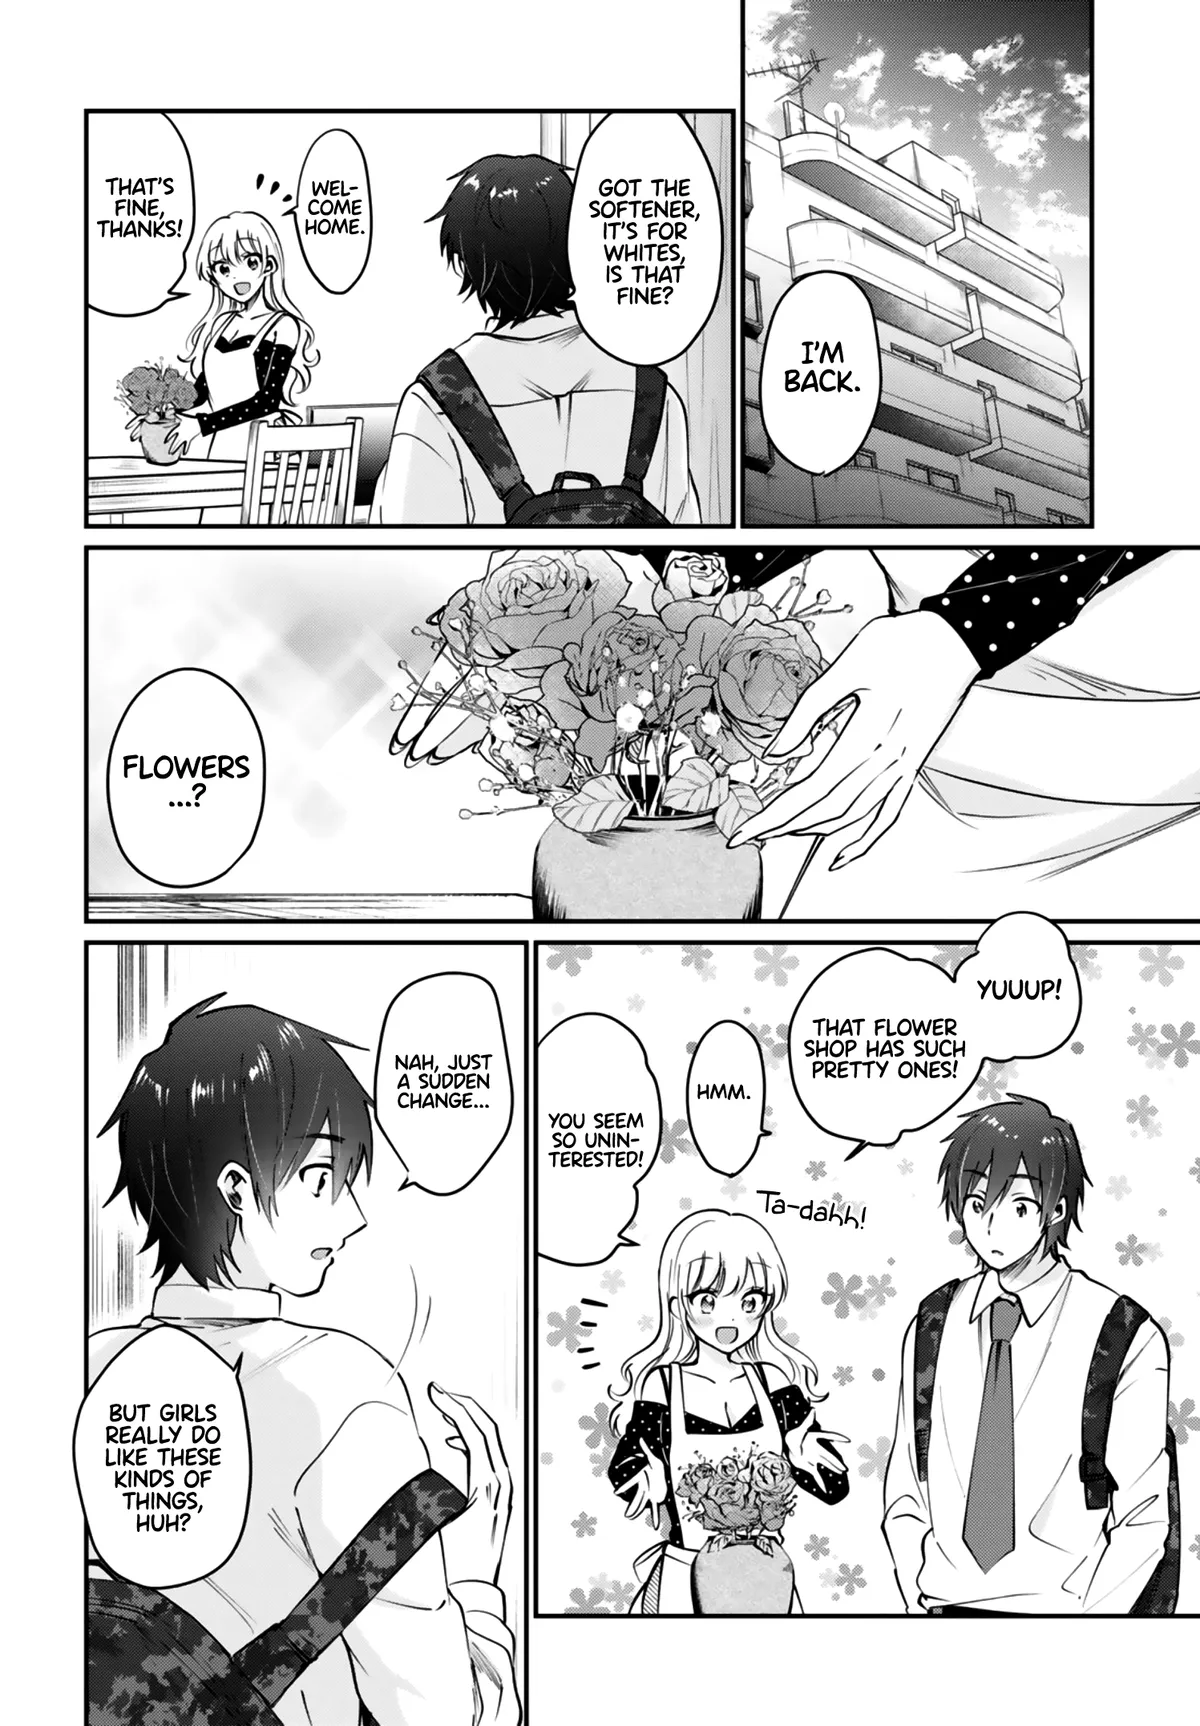 I'M
BACK.
GOT THE
SOFTENER,
IT'S FOR
WHITES,
IS THAT
FINE?
WEL-
COME
HOME.
THAT'S
FINE,
THANKS!
FLOWERS
...?
YUUUP!
THAT FLOWER
SHOP HAS SUCH
PRETTY ONES!
Ta-dahh!
HMM.
YOU SEEM
SO UNIN-
TERESTED!
NAH, JUST
A SUDDEN
CHANGE...
BUT GIRLS
REALLY DO
LIKE THESE
KINDS OF
THINGS,
HUH?